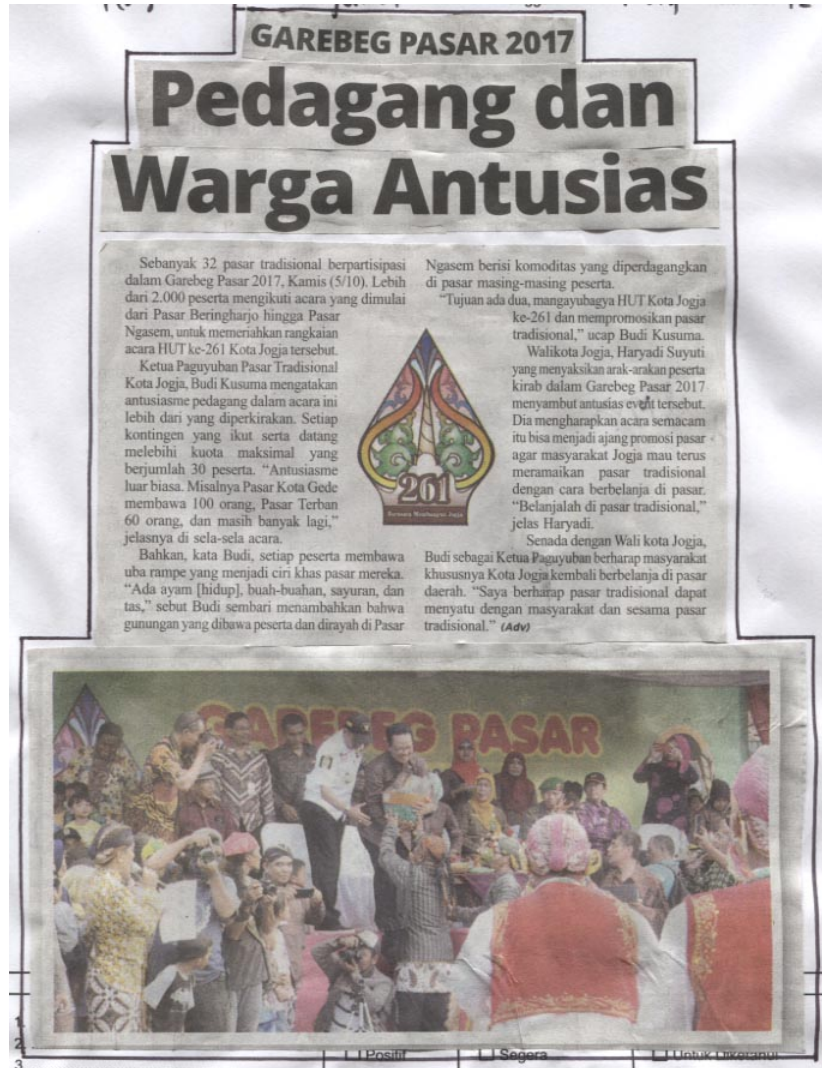 GAREBEG PASAR 2017
Pedagang dan
Warga Antusias
Sebanyak 32 pasar tradisional berpartisipasi
dalam Garebeg Pasar 2017, Kamis (5/10). Lebih
dari 2.000 peserta mengikuti acara yang dimulai
dari Pasar Beringharjo hingga Pasar
Ngasem, untuk memeriahkan rangkaian
acara HUT ke-261 Kota Jogja tersebut.
Ketua Paguyuban Pasar Tradisional
Kota Jogja, Budi Kusuma mengatakan
antusiasme pedagang dalam acara ini
lebih dari yang diperkirakan. Setiap
kontingen yang ikut serta datang
melebihi kuota maksimal yang
berjumlah 30 peserta. “Antusiasme
luar biasa. Misalnya Pasar Kota Gede
membawa 100 orang, Pasar Terban
60 orang, dan masih banyak lagi,”
jelasnya di sela-sela acara.
Bahkan, kata Budi, setiap peserta membawa
uba rampe yang menjadi ciri khas pasar mereka.
“Ada ayam [hidup], buah-buahan, sayuran, dan
tas,” sebut Budi sembari menambahkan bahwa
gunungan yang dibawa peserta dan dirayah di Pasar
Ngasem berisi komoditas yang diperdagangkan
di pasar masing-masing peserta.
“Tujuan ada dua, mangayubagya HUT Kota Jogja
ke-261 dan mempromosikan pasar
tradisional,” ucap Budi Kusuma.
Walikota Jogja, Haryadi Suyuti
yang menyaksikan arak-arakan peserta
kirab dalam Garebeg Pasar 2017
menyambut antusias event tersebut.
Dia mengharapkan acara semacam
itu bisa menjadi ajang promosi pasar
agar masyarakat Jogja mau terus
meramaikan pasar tradisional
dengan cara berbelanja di pasar.
“Belanjalah di pasar tradisional,”
jelas Haryadi.
Senada dengan Wali kota Jogja,
Budi sebagai Ketua Paguyuban berharap masyarakat
khususnya Kota Jogja kembali berbelanja di pasar
daerah. “Saya berharap pasar tradisional dapat
menyatu dengan masyarakat dan sesama pasar
tradisional.” (Adv)
261
GAREBEG PASAR
1
2
3
Positif
Segera
Untuk Diketahui